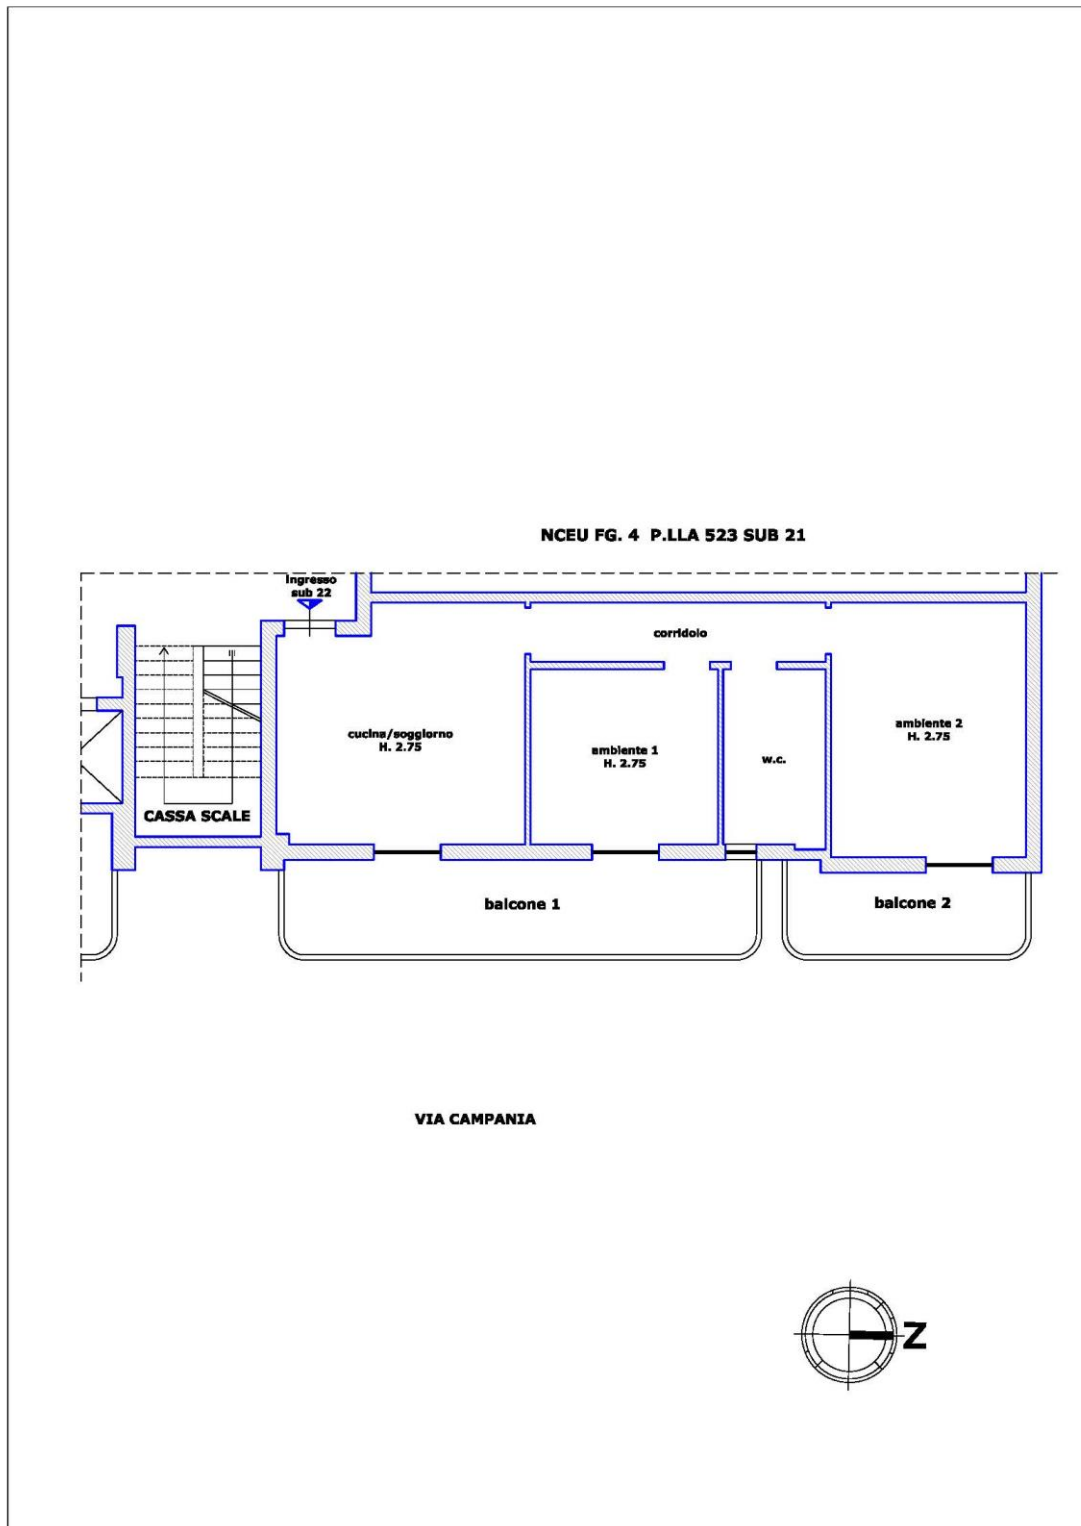 NCEU FG. 4 P.LLA 523 SUB 21
ingresso
sub 22
corridoio
cucina/soggiorno
H. 2.75
ambiente 1
H. 2.75
w.c.
ambiente 2
H. 2.75
CASSA SCALE
balcone 1
balcone 2
VIA CAMPANIA
N